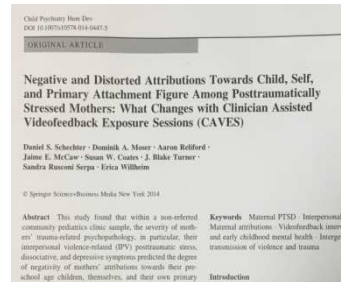 Child Psychiatry Hum Dev
DOI 10.1007/s10578-014-0447-5
ORIGINAL ARTICLE
Negative and Distorted Attributions Towards Child, Self,
and Primary Attachment Figure Among Posttraumatically
Stressed Mothers: What Changes with Clinician Assisted
Videofeedback Exposure Sessions (CAVES)
Daniel S. Schechter · Dominik A. Moser · Aaron Reliford ·
Jaime E. McCaw · Susan W. Coates · J. Blake Turner ·
Sandra Rusconi Serpa · Erica Willheim
© Springer Science+Business Media New York 2014
Abstract This study found that within a non-referred
community pediatrics clinic sample, the severity of moth-
ers' trauma-related psychopathology, in particular, their
interpersonal violence-related (IPV) posttraumatic stress,
dissociative, and depressive symptoms predicted the degree
of negativity of mothers' attributions towards their pre-
school age children, themselves, and their own primary
Keywords Maternal PTSD · Interpersonal
Maternal attributions · Videofeedback
and early childhood mental health ·
transmission of violence and trauma
Introduction